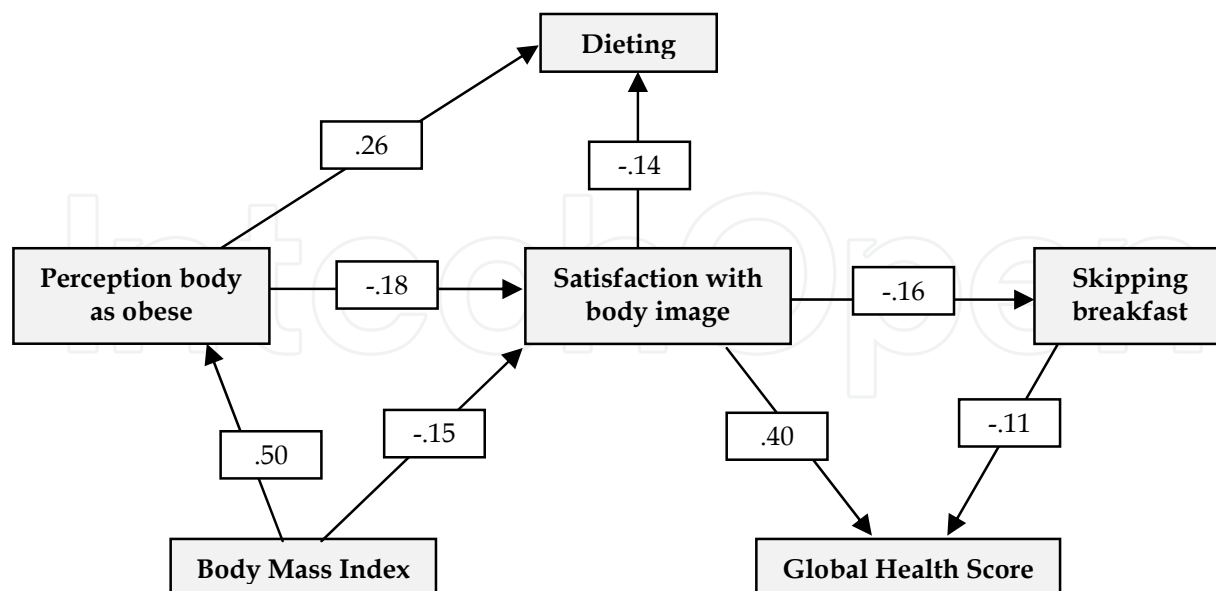 Dieting
.26
-.14
Perception body
as obese
-.18
Satisfaction with
body image
-.16
Skipping
breakfast
.50
-.15
.40
-.11
Body Mass Index
Global Health Score
IntechOpen